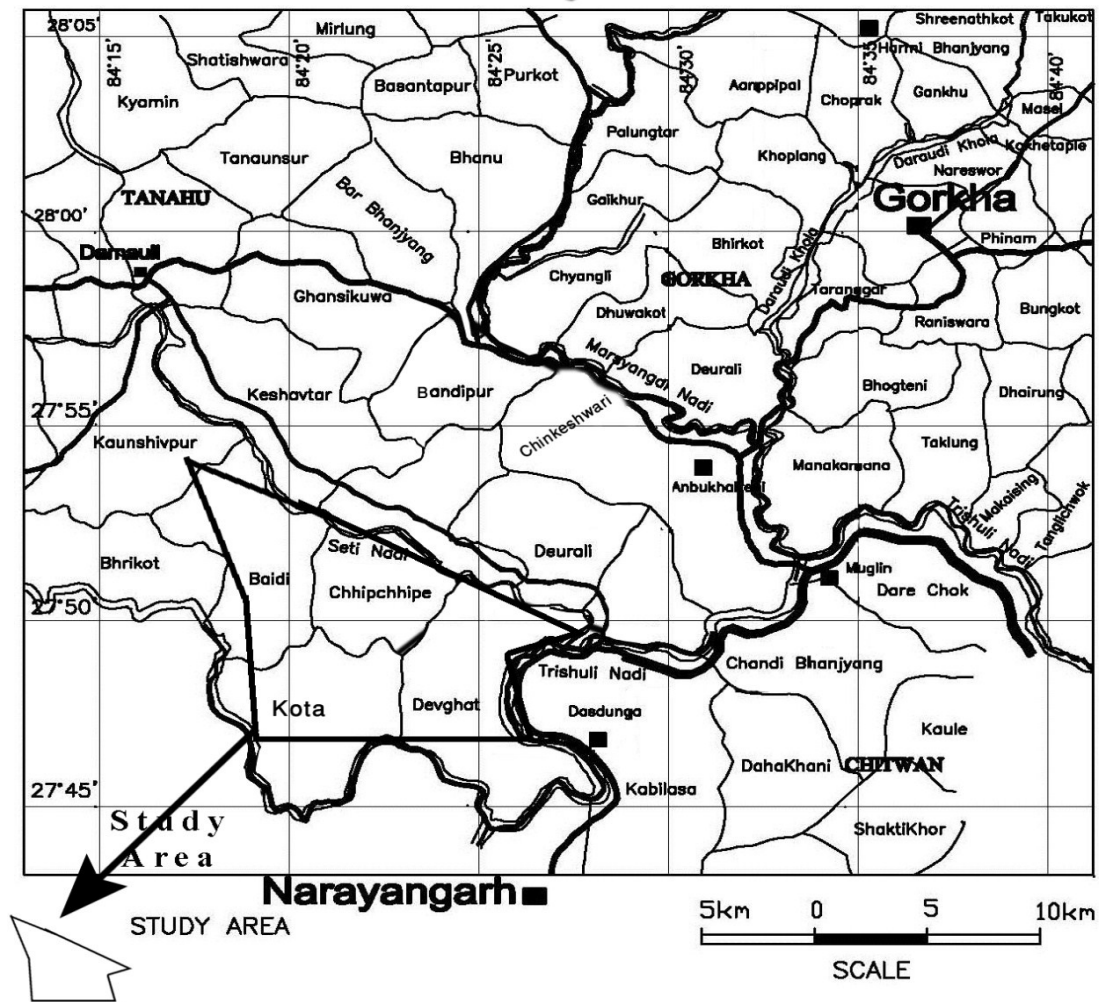 28°05'
84°15'
84°20'
84°25'
84°30'
84°35'
84°40'
Mirlung
Shreenathkot
Takukot
Shatishwara
Harmi Bhanjyang
Basantapur
Purkot
Aanppipal
Gankhu
Kyamin
Choprak
Masel
Palungtar
Tanaunsur
Bhanu
Khoplang
Daraudi Khola
Kokhetaple
Nareswor
TANAHU
Bar Bhanjyang
Gaikhur
Gorkha
28°00'
Bhirkot
Phinam
Damauli
Daraudi Khola
Chyangli
GORKHA
Taranagar
Ghansikuwa
Dhuwakot
Raniswara
Bungkot
Marsyangdi Nadi
Deurali
Keshavtar
Bandipur
Bhogteni
Dhairung
27°55'
Chinkeshwari
Kaunshivpur
Taklung
Manakamana
Anbukhaireni
Makaising
Trishuli Nadi
Tanglichwok
Seti Nadi
Deurali
Bhrikot
Baidi
Muglin
Chhipchhipe
Dare Chok
27°50'
Trishuli Nadi
Chandi Bhanjyang
Kota
Devghat
Dasdunga
Kaule
DahaKhani
CHITWAN
27°45'
Kabilasa
Study
Area
ShaktiKhor
Narayangarh
STUDY AREA
5km 0 5 10km
SCALE